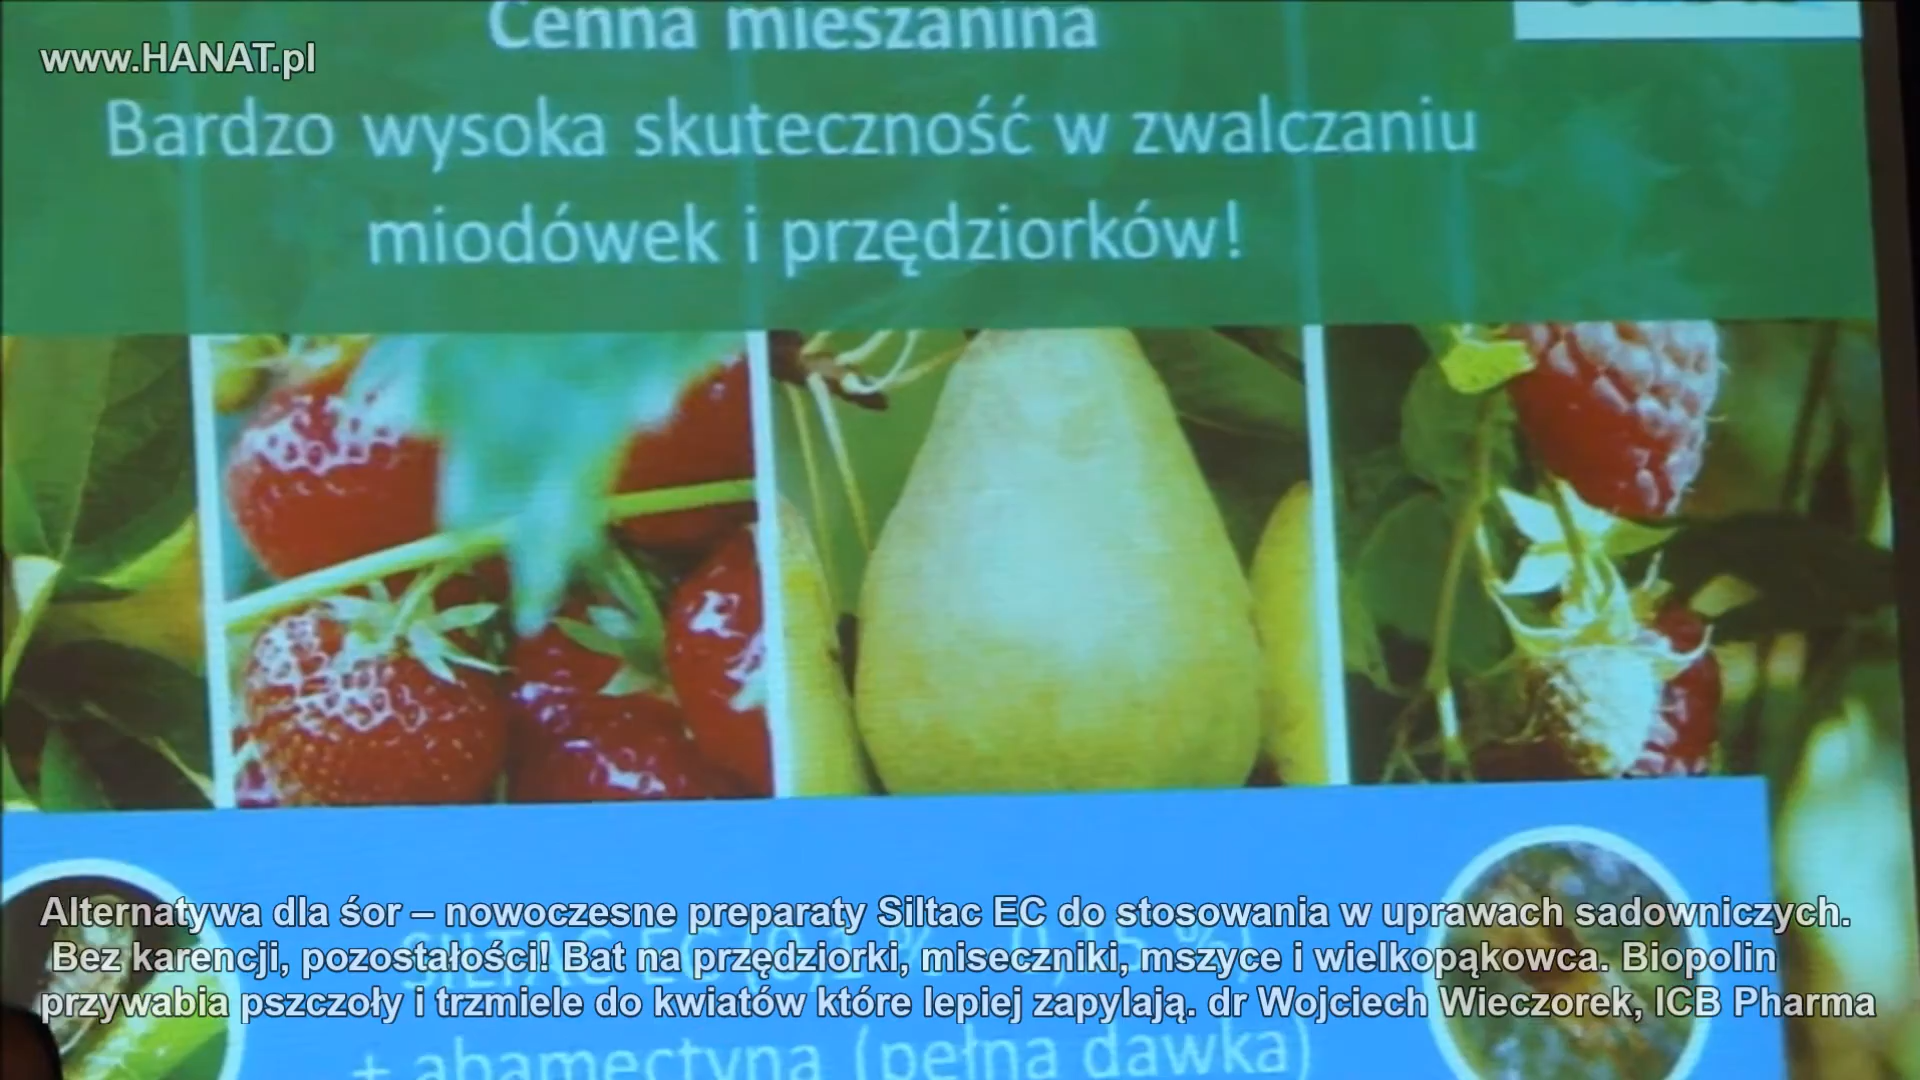 Cenna mieszanina
www.HANAT.pl
Bardzo wysoka skuteczność w zwalczaniu
miodówek i przędziorków!
Alternatywa dla śor – nowoczesne preparaty Siltac EC do stosowania w uprawach sadowniczych.
Bez karencji, pozostałości! Bat na przędziorki, miseczniki, mszyce i wielkopąkowca. Biopolin
SILTAC EC
przywabia pszczoły i trzmiele do kwiatów które lepiej zapylają. dr Wojciech Wieczorek, ICB Pharma
+ abamectyna (pełna dawka)